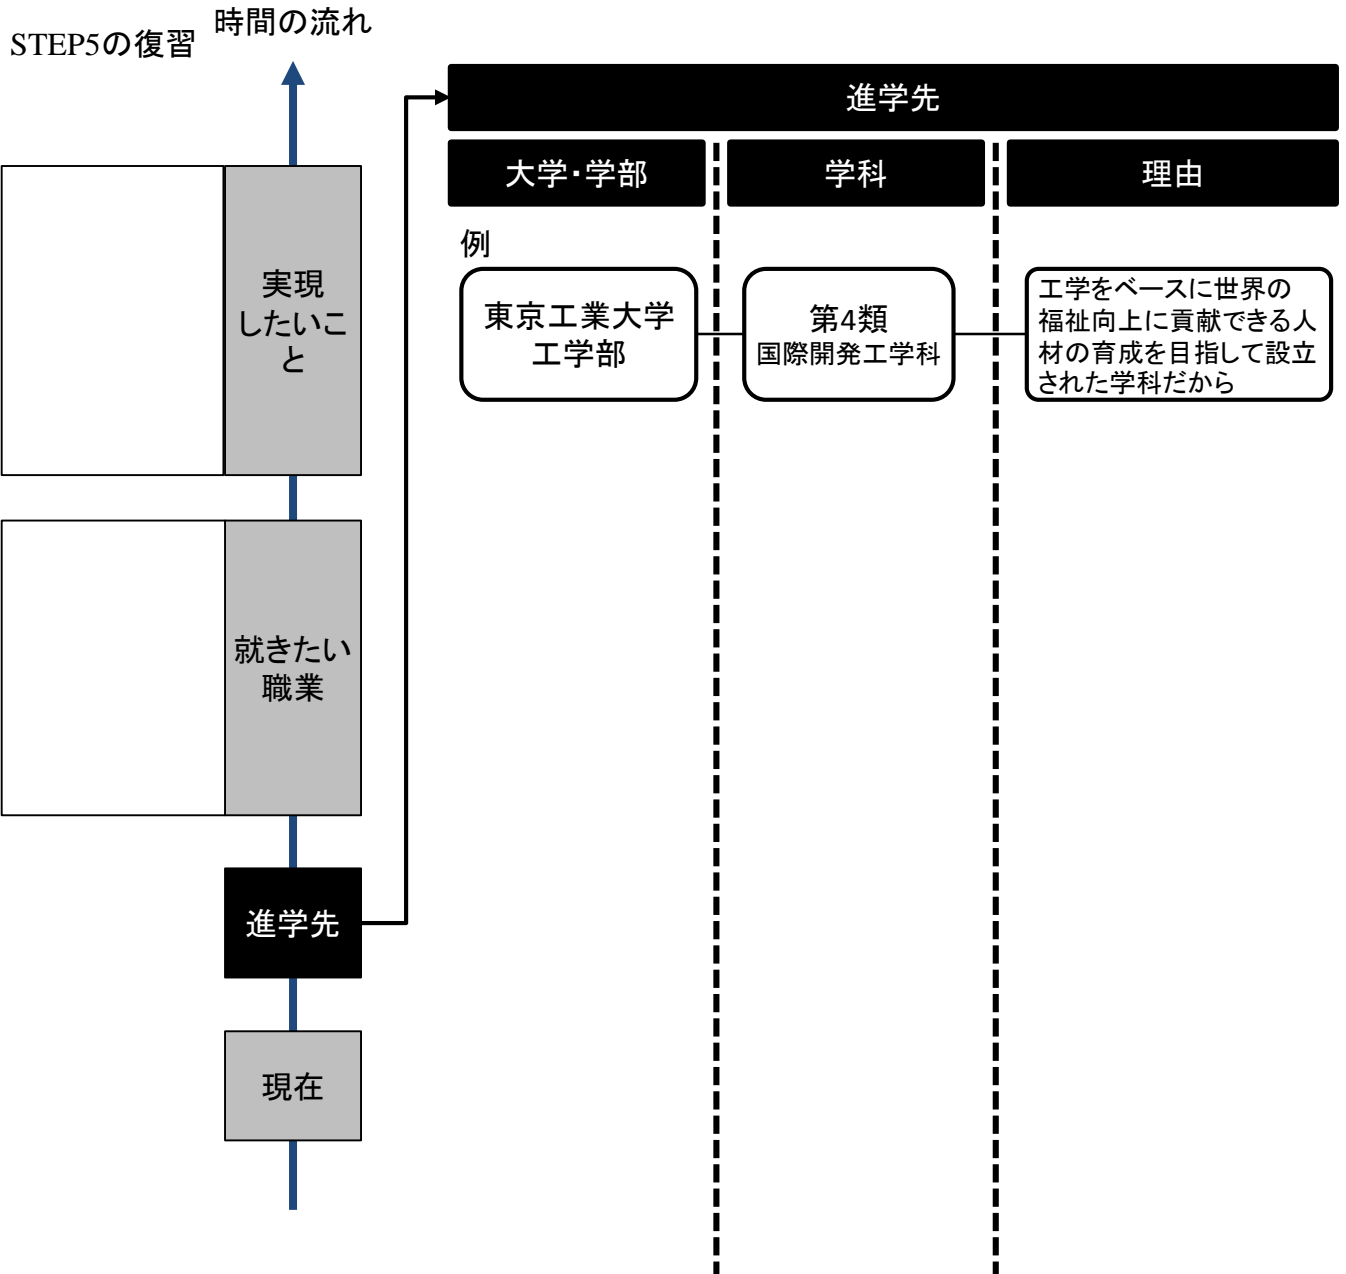 STEP5の復習
時間の流れ
実現
したいこ
と
就きたい
職業
進学先
現在
進学先
大学・学部
学科
理由
例
東京工業大学
工学部
第4類
国際開発工学科
工学をベースに世界の
福祉向上に貢献できる人
材の育成を目指して設立
された学科だから